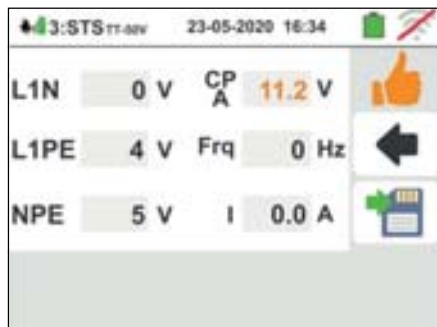 3:STS TT-50V 23-05-2020 16:34
L1N 0 V CP A 11.2 V
L1PE 4 V Frq 0 Hz
NPE 5 V I 0.0 A